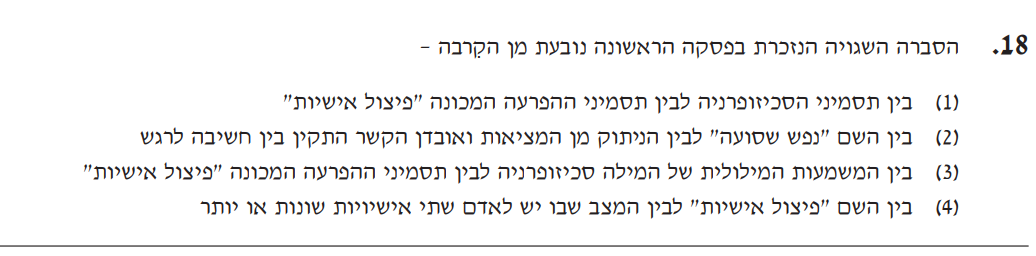 18. הסברה השגויה הנזכרת בפסקה הראשונה נובעת מן הקִרבה –
(1) בין תסמיני הסכיזופרניה לבין תסמיני ההפרעה המכונה "פיצול אישיות"
(2) בין השם "נפש שסועה" לבין הניתוק מן המציאות ואובדן הקשר התקין בין חשיבה לרגש
(3) בין המשמעות המילולית של המילה סכיזופרניה לבין תסמיני ההפרעה המכונה "פיצול אישיות"
(4) בין השם "פיצול אישיות" לבין המצב שבו יש לאדם שתי אישיויות שונות או יותר